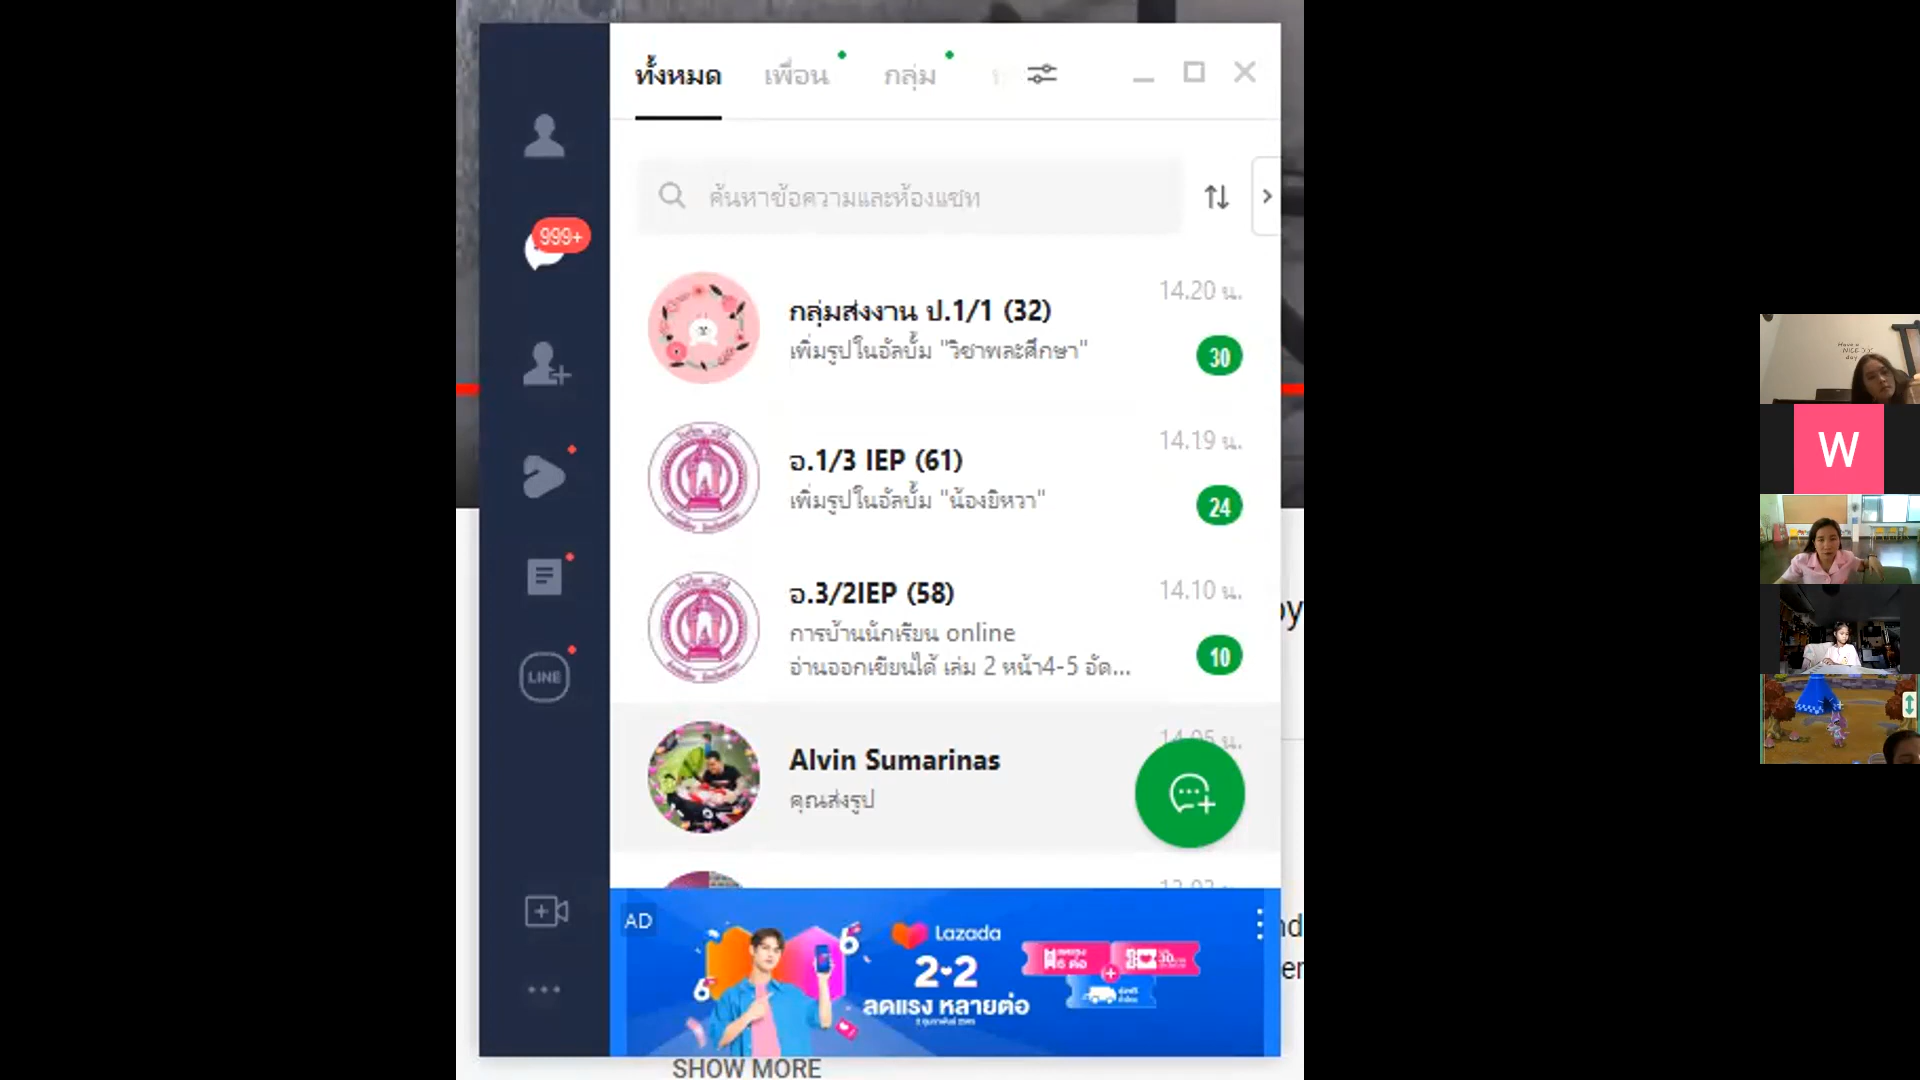 ทั้งหมด
เพื่อน
กลุ่ม
ค้นหาข้อความและห้องแชท
999+
กลุ่มส่งงาน ป.1/1 (32)
14.20 น.
เพิ่มรูปในอัลบั้ม "วิชาพละศึกษา"
30
อ.1/3 IEP (61)
14.19 น.
เพิ่มรูปในอัลบั้ม "น้องยิหวา"
24
อ.3/2IEP (58)
14.10 น.
การบ้านนักเรียน online
อ่านออกเขียนได้ เล่ม 2 หน้า4-5 อัด...
10
LINE
Alvin Sumarinas
14.05 น.
คุณส่งรูป
AD
Lazada
2•2
ลดแรง หลายต่อ
6
6
SHOW MORE
W
Have a
NICE
day